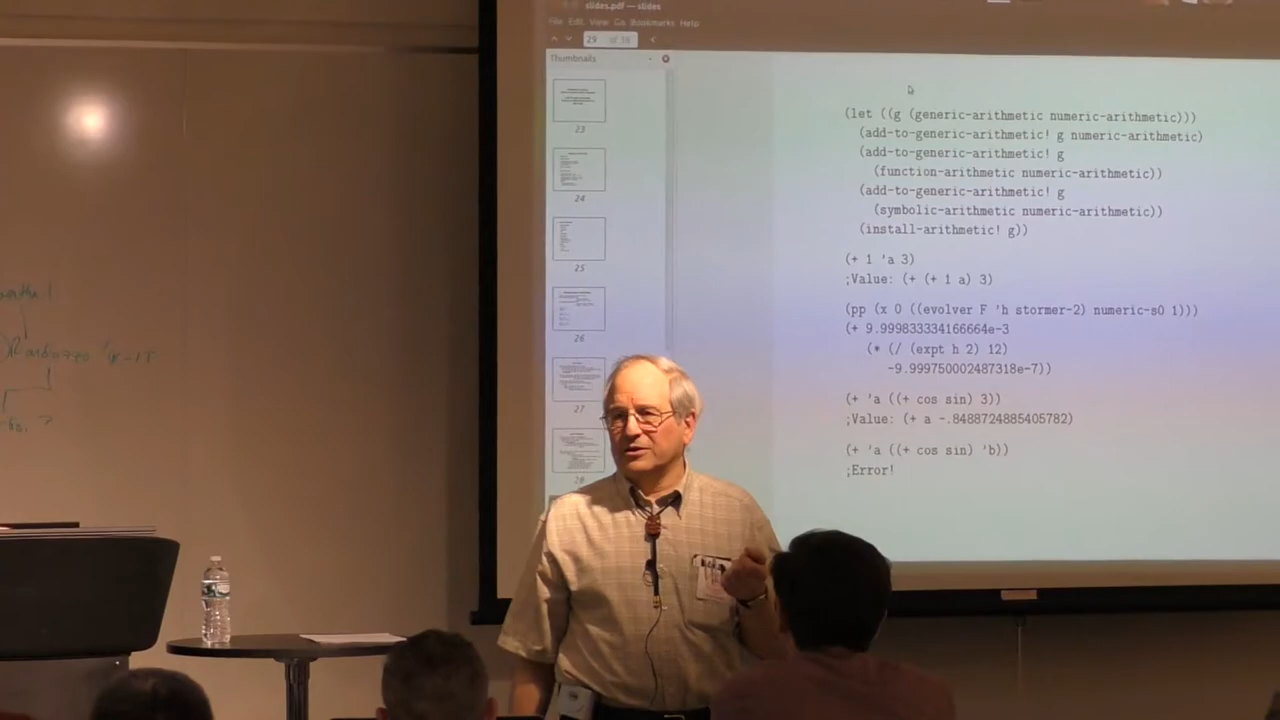 slides.pdf — slides
File Edit View Go Bookmarks Help
29 of 16
Thumbnails
23
24
25
26
27
28
(let ((g (generic-arithmetic numeric-arithmetic)))
(add-to-generic-arithmetic! g numeric-arithmetic)
(add-to-generic-arithmetic! g
(function-arithmetic numeric-arithmetic))
(add-to-generic-arithmetic! g
(symbolic-arithmetic numeric-arithmetic))
(install-arithmetic! g))
(+ 1 'a 3)
;Value: (+ (+ 1 a) 3)
(pp (x 0 ((evolver F 'h stormer-2) numeric-s0 1)))
(+ 9.999833334166664e-3
(* (/ (expt h 2) 12)
-9.999750002487318e-7))
(+ 'a ((+ cos sin) 3))
;Value: (+ a -.8488724885405782)
(+ 'a ((+ cos sin) 'b))
;Error!